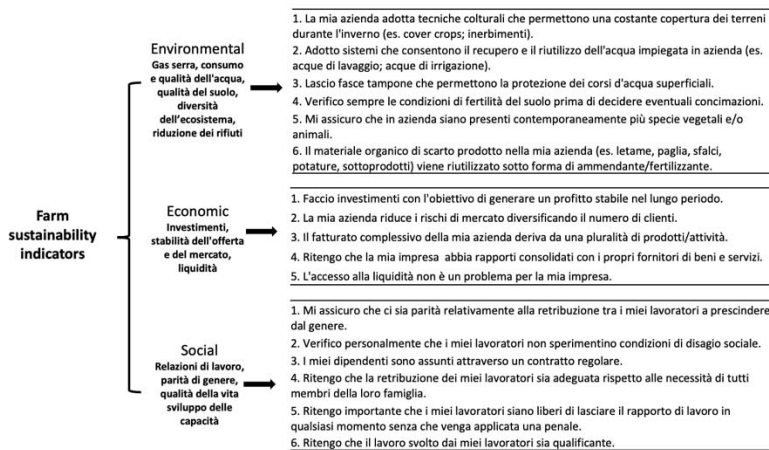 Farm
sustainability
indicators
Environmental
Gas serra, consumo
e qualità dell'acqua,
qualità del suolo,
diversità
dell'ecosistema,
riduzione dei rifiuti
1. La mia azienda adotta tecniche colturali che permettono una costante copertura dei terreni
durante l'inverno (es. cover crops; inerbimenti).
2. Adotto sistemi che consentono il recupero e il riutilizzo dell'acqua impiegata in azienda (es.
acque di lavaggio; acque di irrigazione).
3. Lascio fasce tampone che permettono la protezione dei corsi d'acqua superficiali.
4. Verifico sempre le condizioni di fertilità del suolo prima di decidere eventuali concimazioni.
5. Mi assicuro che in azienda siano presenti contemporaneamente più specie vegetali e/o
animali.
6. Il materiale organico di scarto prodotto nella mia azienda (es. letame, paglia, sfalci,
potature, sottoprodotti) viene riutilizzato sotto forma di ammendante/fertilizzante.
Economic
Investimenti,
stabilità dell'offerta
e del mercato,
liquidità
1. Faccio investimenti con l'obiettivo di generare un profitto stabile nel lungo periodo.
2. La mia azienda riduce i rischi di mercato diversificando il numero di clienti.
3. Il fatturato complessivo della mia azienda deriva da una pluralità di prodotti/attività.
4. Ritengo che la mia impresa abbia rapporti consolidati con i propri fornitori di beni e servizi.
5. L'accesso alla liquidità non è un problema per la mia impresa.
Social
Relazioni di lavoro,
parità di genere,
qualità della vita
sviluppo delle
capacità
1. Mi assicuro che ci sia parità relativamente alla retribuzione tra i miei lavoratori a prescindere
dal genere.
2. Verifico personalmente che i miei lavoratori non sperimentino condizioni di disagio sociale.
3. I miei dipendenti sono assunti attraverso un contratto regolare.
4. Ritengo che la retribuzione dei miei lavoratori sia adeguata rispetto alle necessità di tutti
membri della loro famiglia.
5. Ritengo importante che i miei lavoratori siano liberi di lasciare il rapporto di lavoro in
qualsiasi momento senza che venga applicata una penale.
6. Ritengo che il lavoro svolto dai miei lavoratori sia qualificante.